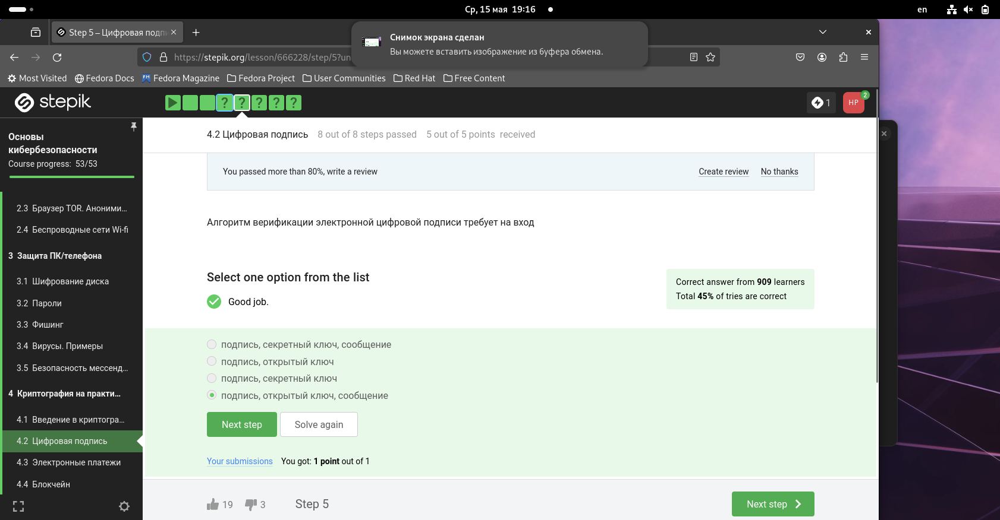 Ср, 15 мая 19:16
en
Step 5 – Цифровая подпи
Снимок экрана сделан
Вы можете вставить изображение из буфера обмена.
https://stepik.org/lesson/666228/step/5?un
Most Visited
Fedora Docs
Fedora Magazine
Fedora Project
User Communities
Red Hat
Free Content
stepik
1
HP
2
Основы
кибербезопасности
Course progress: 53/53
2.3 Браузер TOR. Аноними...
2.4 Беспроводные сети Wi-fi
3 Защита ПК/телефона
3.1 Шифрование диска
3.2 Пароли
3.3 Фишинг
3.4 Вирусы. Примеры
3.5 Безопасность мессенд...
4 Криптография на практи...
4.1 Введение в криптогра...
4.2 Цифровая подпись
4.3 Электронные платежи
4.4 Блокчейн
4.2 Цифровая подпись 8 out of 8 steps passed 5 out of 5 points received
You passed more than 80%, write a review
Create review
No thanks
Алгоритм верификации электронной цифровой подписи требует на вход
Select one option from the list
Good job.
Correct answer from 909 learners
Total 45% of tries are correct
подпись, секретный ключ, сообщение
подпись, открытый ключ
подпись, секретный ключ
подпись, открытый ключ, сообщение
Next step
Solve again
Your submissions You got: 1 point out of 1
19
3
Step 5
Next step